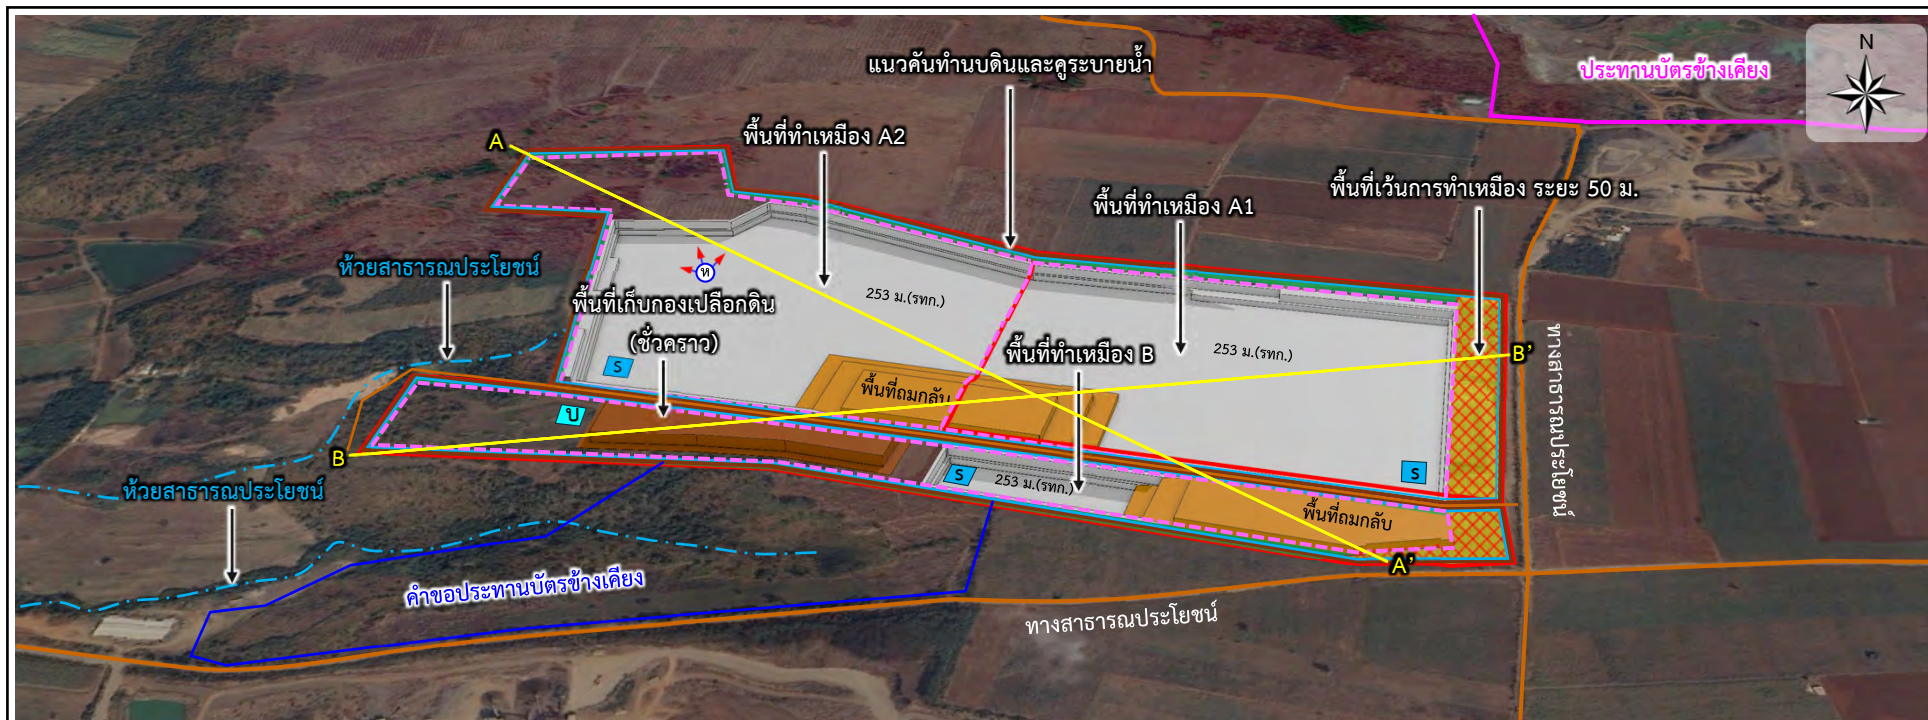 N
แนวคันทำนบดินและคูระบายน้ำ
ประทานบัตรข้างเคียง
A
พื้นที่ทำเหมือง A2
พื้นที่ทำเหมือง A1
พื้นที่เว้นการทำเหมือง ระยะ 50 ม.
ห้วยสาธารณประโยชน์
ห
พื้นที่เก็บกองเปลือกดิน
(ชั่วคราว)
253 ม.(รทก.)
พื้นที่ทำเหมือง B
253 ม.(รทก.)
B’
ทางสาธารณประโยชน์
ร
พื้นที่ถมกลับ
บ
B
ร
253 ม.(รทก.)
ร
พื้นที่ถมกลับ
ห้วยสาธารณประโยชน์
A’
คำขอประทานบัตรข้างเคียง
ทางสาธารณประโยชน์